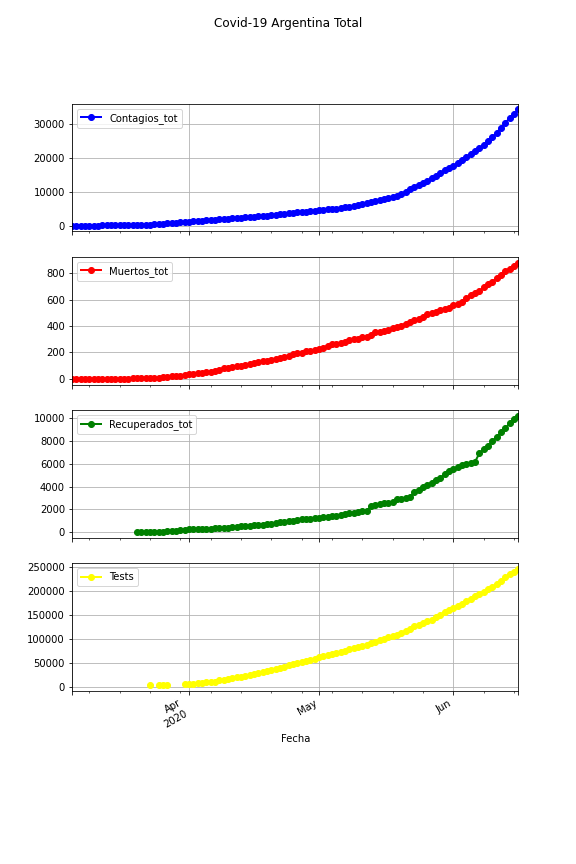 Covid-19 Argentina Total
Contagios_tot
30000
20000
10000
0
Muertos_tot
800
600
400
200
0
Recuperados_tot
10000
8000
6000
4000
2000
0
Tests
250000
200000
150000
100000
50000
0
Apr
2020
May
Jun
Fecha